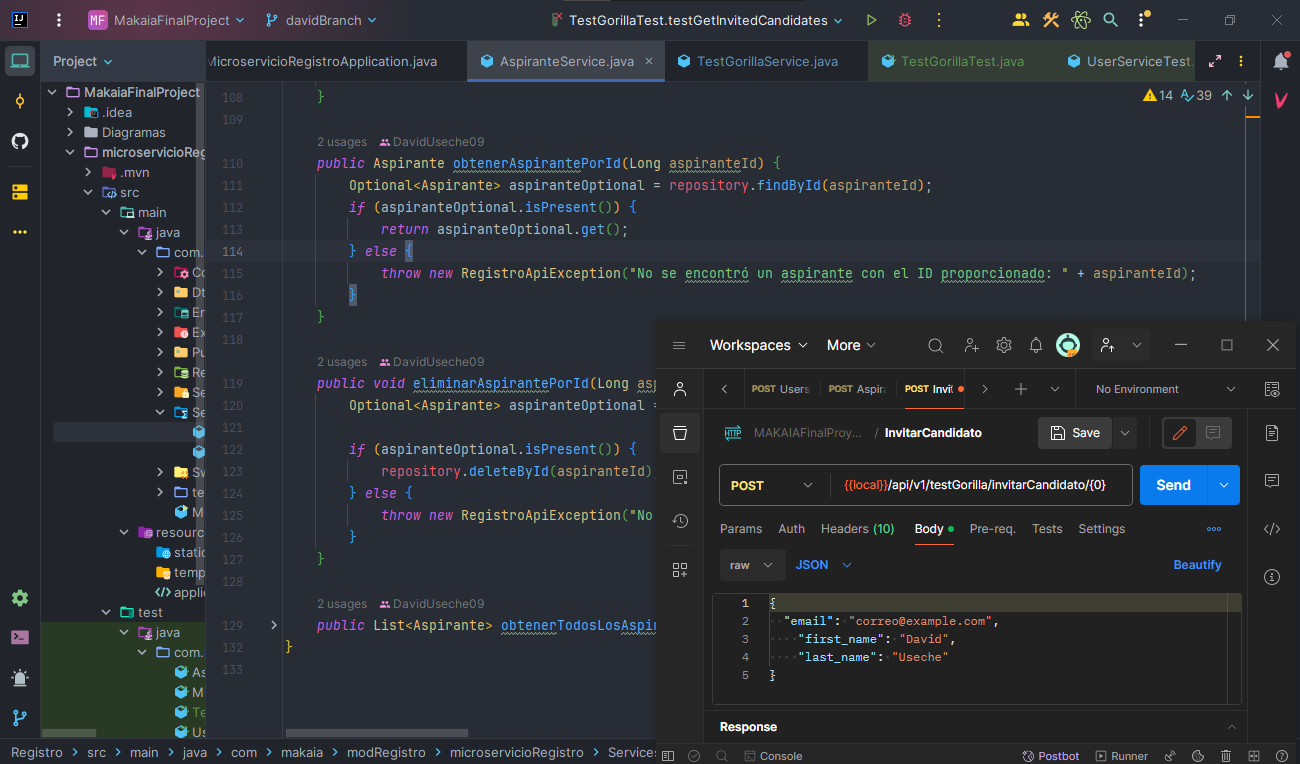 MF MakaiaFinalProject davidBranch TestGorillaTest.testGetInvitedCandidates
Project
MicroservicioRegistroApplication.java AspiranteService.java TestGorillaService.java TestGorillaTest.java UserServiceTest.
14 39
MakaiaFinalProject
.idea
Diagramas
microservicioReg
.mvn
src
main
java
com.
Co
Dt
En
Ex
Pu
Re
Se
Se
Sw
te
M
resourc
static
temp
applic
test
java
com.
As
M
Te
Us
108 }
109
2 usages DavidUseche09
110 public Aspirante obtenerAspirantePorId(Long aspiranteId) {
111 Optional<Aspirante> aspiranteOptional = repository.findById(aspiranteId);
112 if (aspiranteOptional.isPresent()) {
113 return aspiranteOptional.get();
114 } else {
115 throw new RegistroApiException("No se encontró un aspirante con el ID proporcionado: " + aspiranteId);
116 }
117 }
118
2 usages DavidUseche09
119 public void eliminarAspirantePorId(Long asp
120 Optional<Aspirante> aspiranteOptional =
121
122 if (aspiranteOptional.isPresent()) {
123 repository.deleteById(aspiranteId)
124 } else {
125 throw new RegistroApiException("No
126 }
127 }
128
2 usages DavidUseche09
129 public List<Aspirante> obtenerTodosLosAspir
132 }
133
Workspaces More
POST Users POST Aspira POST Invit No Environment
HTTP MAKAIAFinalProy... / InvitarCandidato Save
POST {{local}}/api/v1/testGorilla/invitarCandidato/{0} Send
Params Auth Headers (10) Body Pre-req. Tests Settings
raw JSON Beautify
1 {
2 "email": "correo@example.com",
3 "first_name": "David",
4 "last_name": "Useche"
5 }
Response
Registro src main java com makaia modRegistro microservicioRegistro Services
Console Postbot Runner